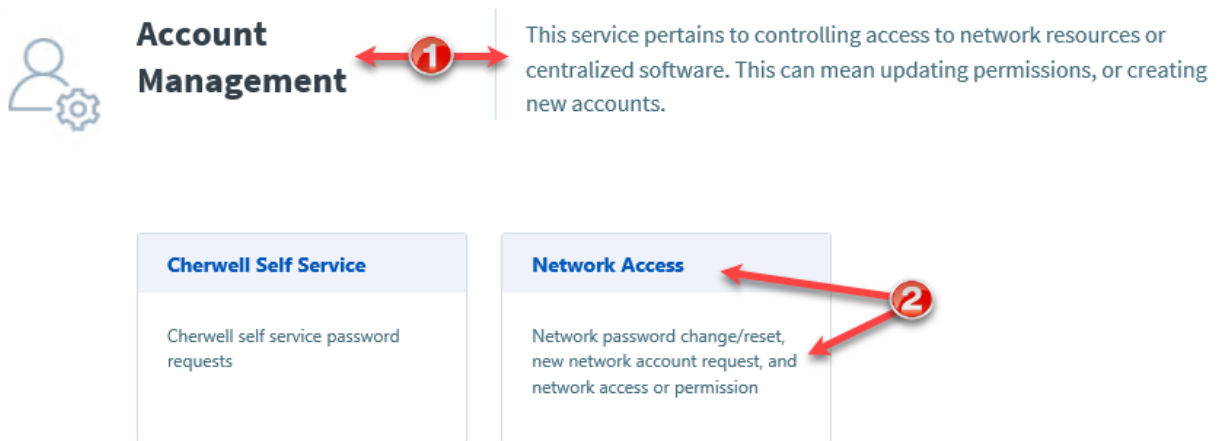 Account
Management
1
This service pertains to controlling access to network resources or
centralized software. This can mean updating permissions, or creating
new accounts.
Cherwell Self Service
Cherwell self service password
requests
Network Access
Network password change/reset,
new network account request, and
network access or permission
2